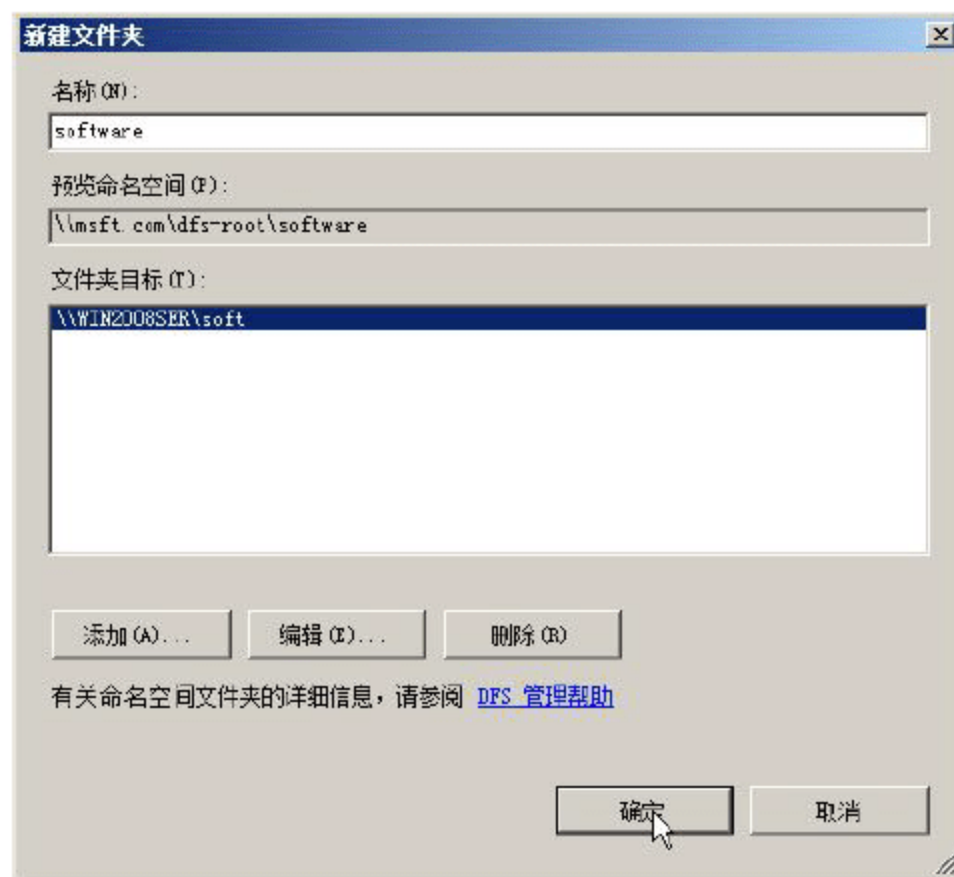 新建文件夹
名称(N):
software
预览命名空间(P):
\\msft.com\dfs-root\software
文件夹目标(T):
\\WIN2008SER\soft
添加(A)... 编辑(E)... 删除(R)
有关命名空间文件夹的详细信息，请参阅 DFS 管理帮助
确定 取消